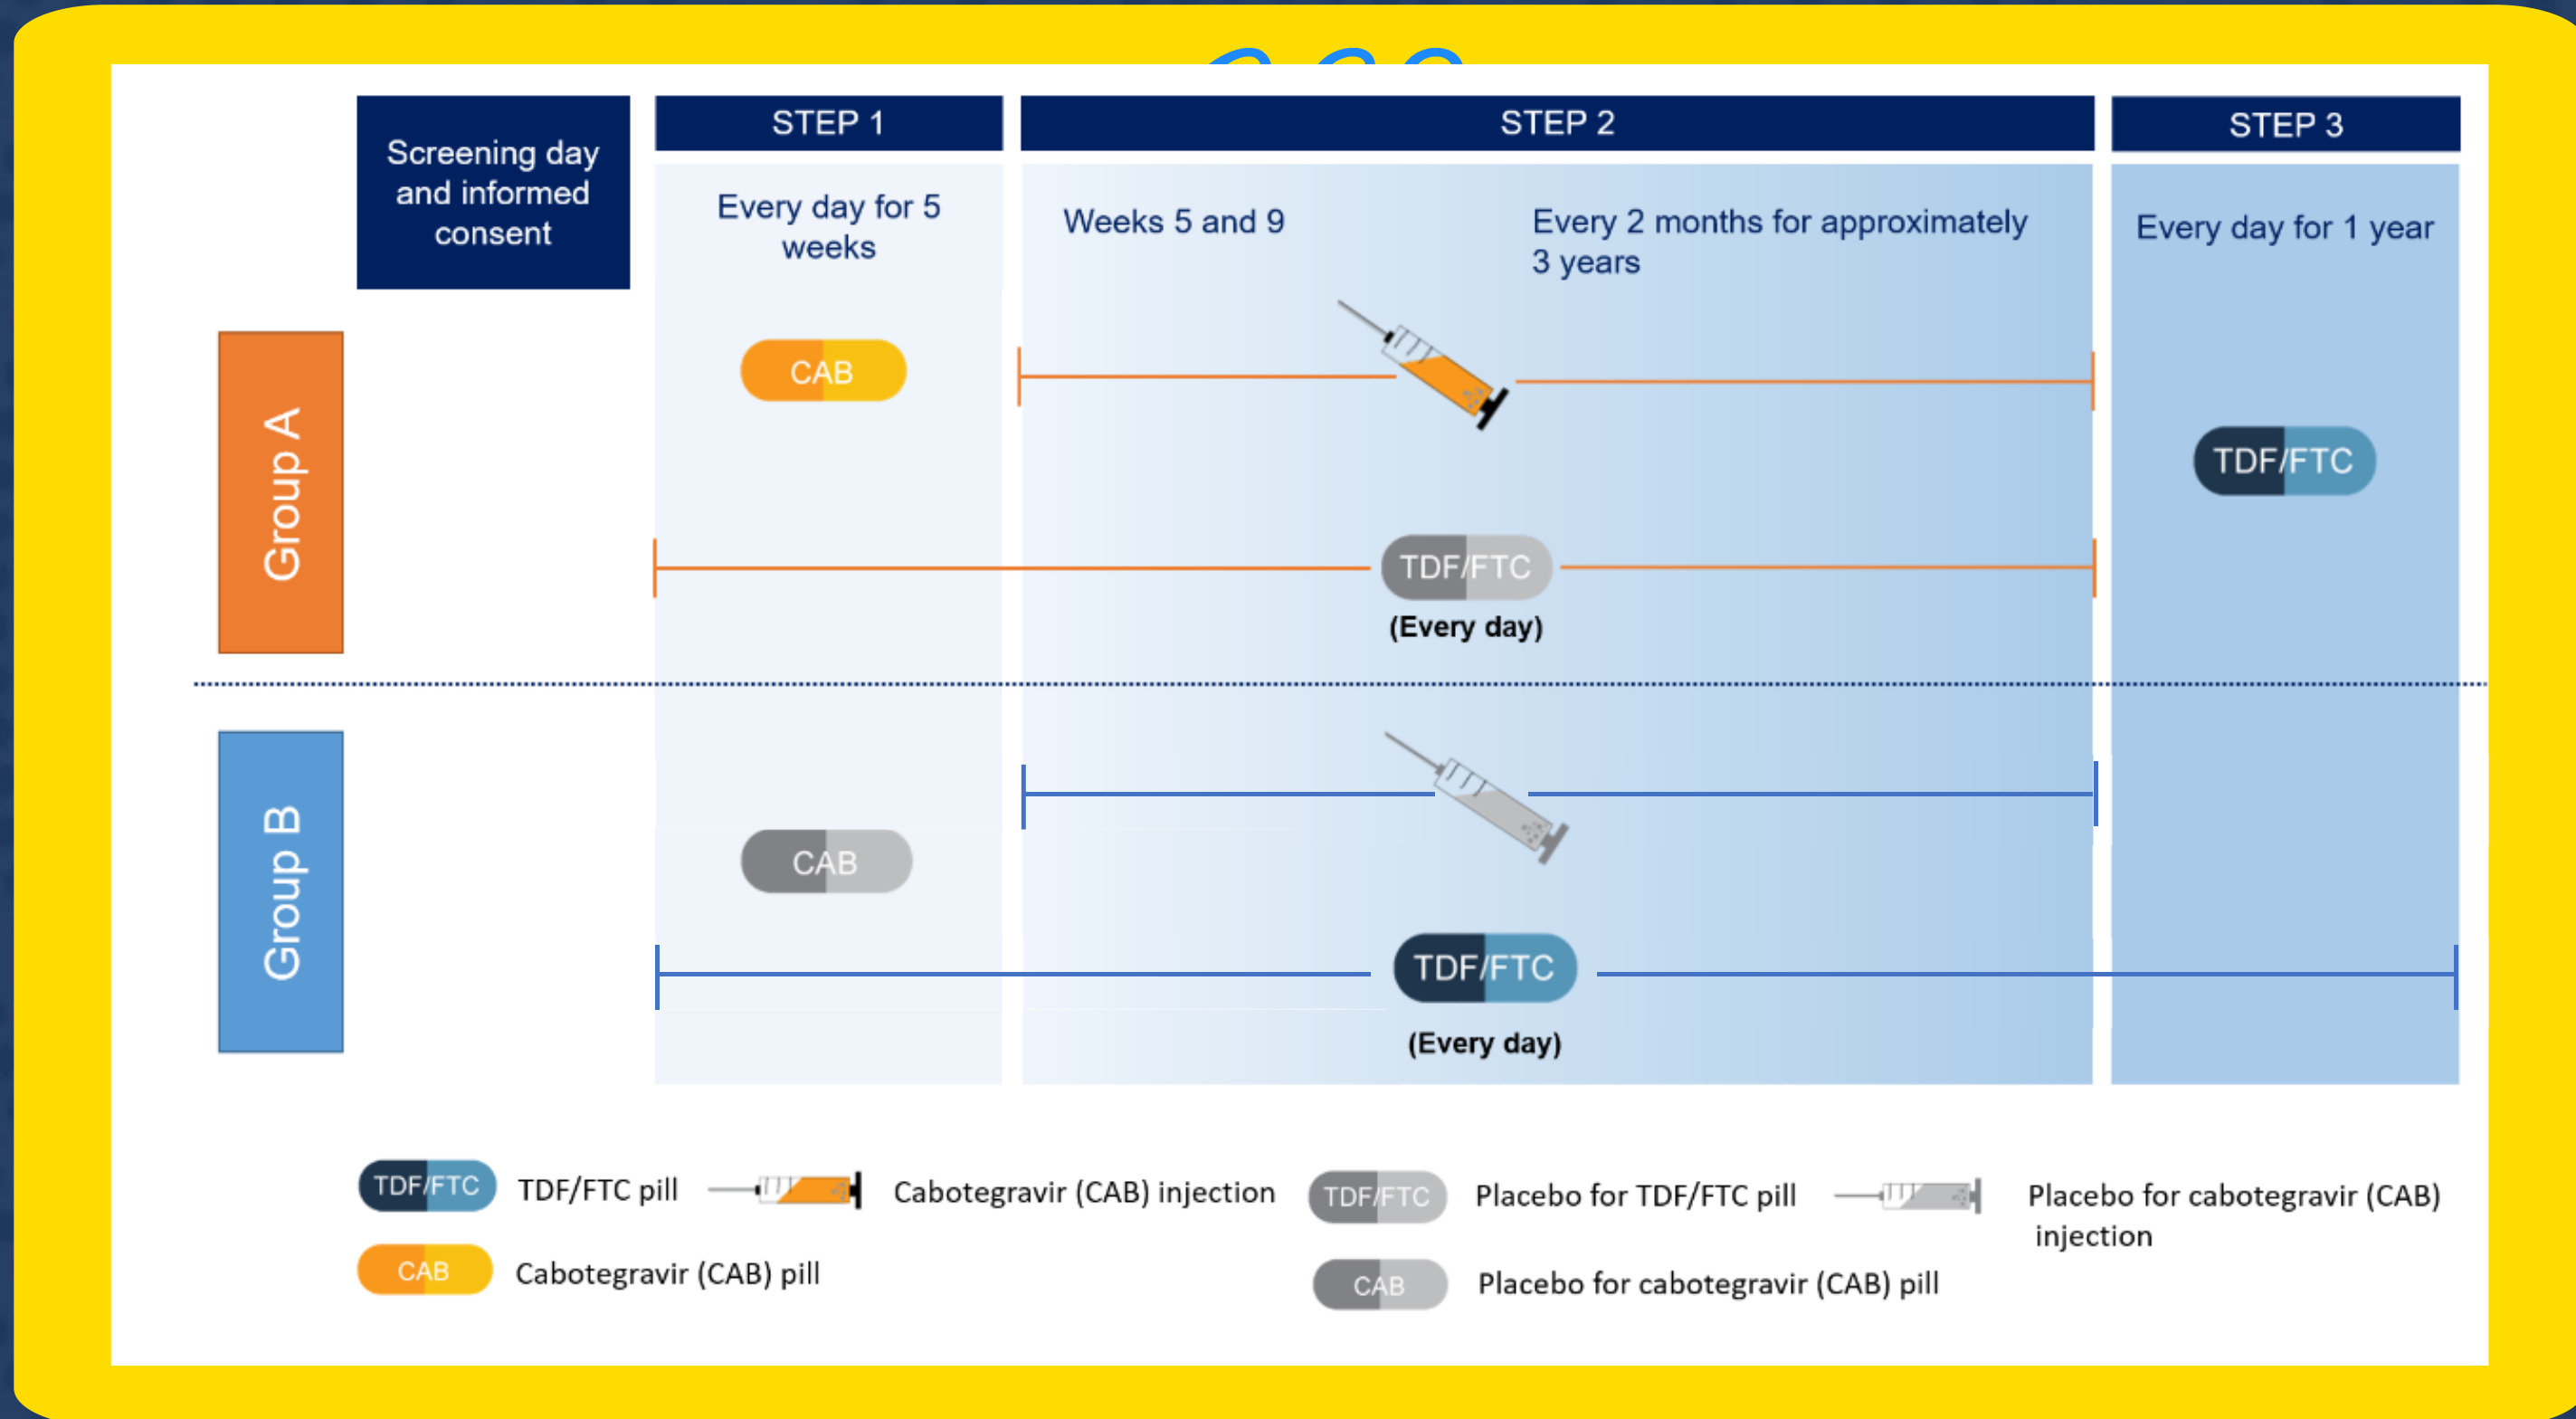 Screening day
and informed
consent
STEP 1
STEP 2
STEP 3
Every day for 5
weeks
Weeks 5 and 9
Every 2 months for approximately
3 years
Every day for 1 year
Group A
CAB
TDF/FTC
TDF/FTC
(Every day)
Group B
CAB
TDF/FTC
(Every day)
TDF/FTC
TDF/FTC pill
Cabotegravir (CAB) injection
TDF/FTC
Placebo for TDF/FTC pill
Placebo for cabotegravir (CAB)
injection
CAB
Cabotegravir (CAB) pill
CAB
Placebo for cabotegravir (CAB) pill